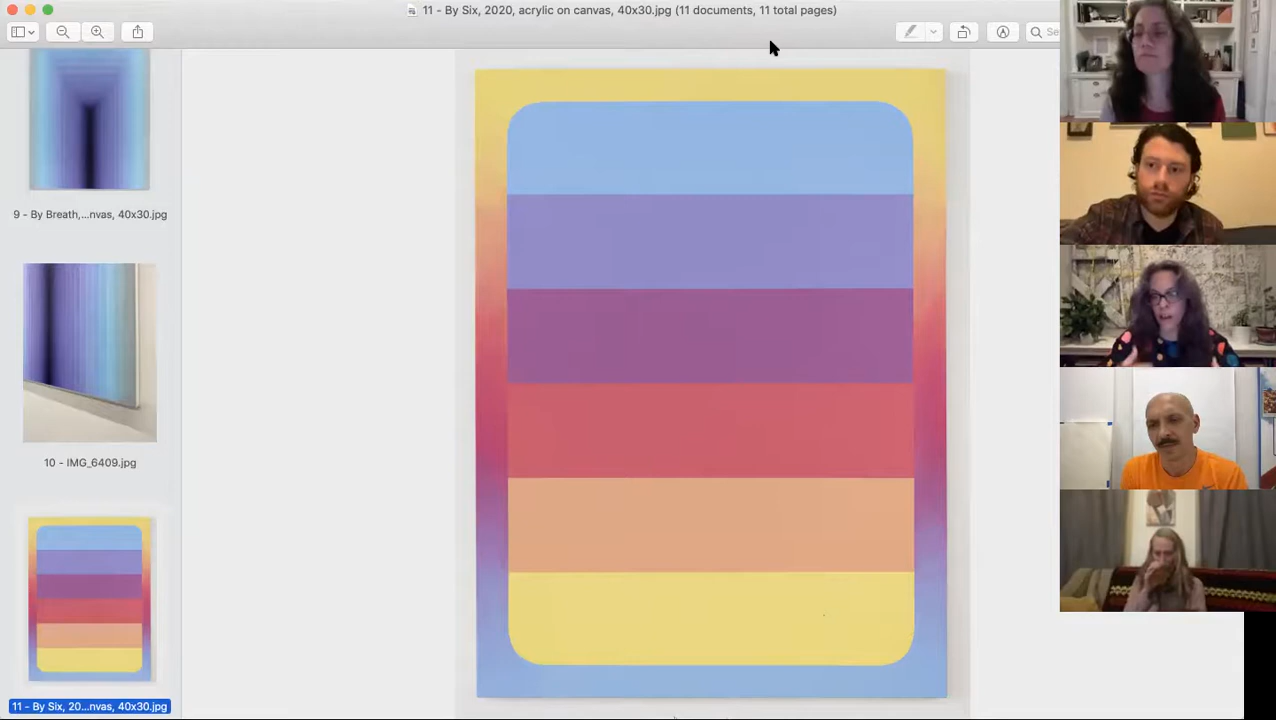 11 - By Six, 2020, acrylic on canvas, 40x30.jpg (11 documents, 11 total pages)
Se
9 - By Breath,...nvas, 40x30.jpg
10 - IMG_6409.jpg
11 - By Six, 20...nvas, 40x30.jpg